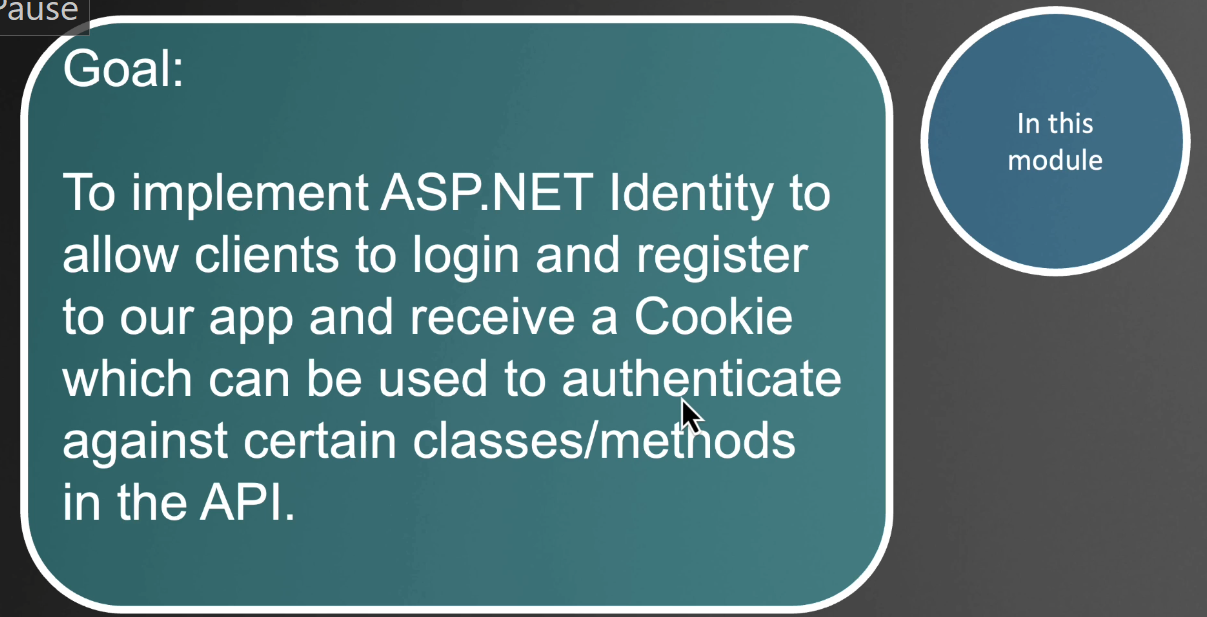 Pause
Goal:
To implement ASP.NET Identity to
allow clients to login and register
to our app and receive a Cookie
which can be used to authenticate
against certain classes/methods
in the API.
In this
module